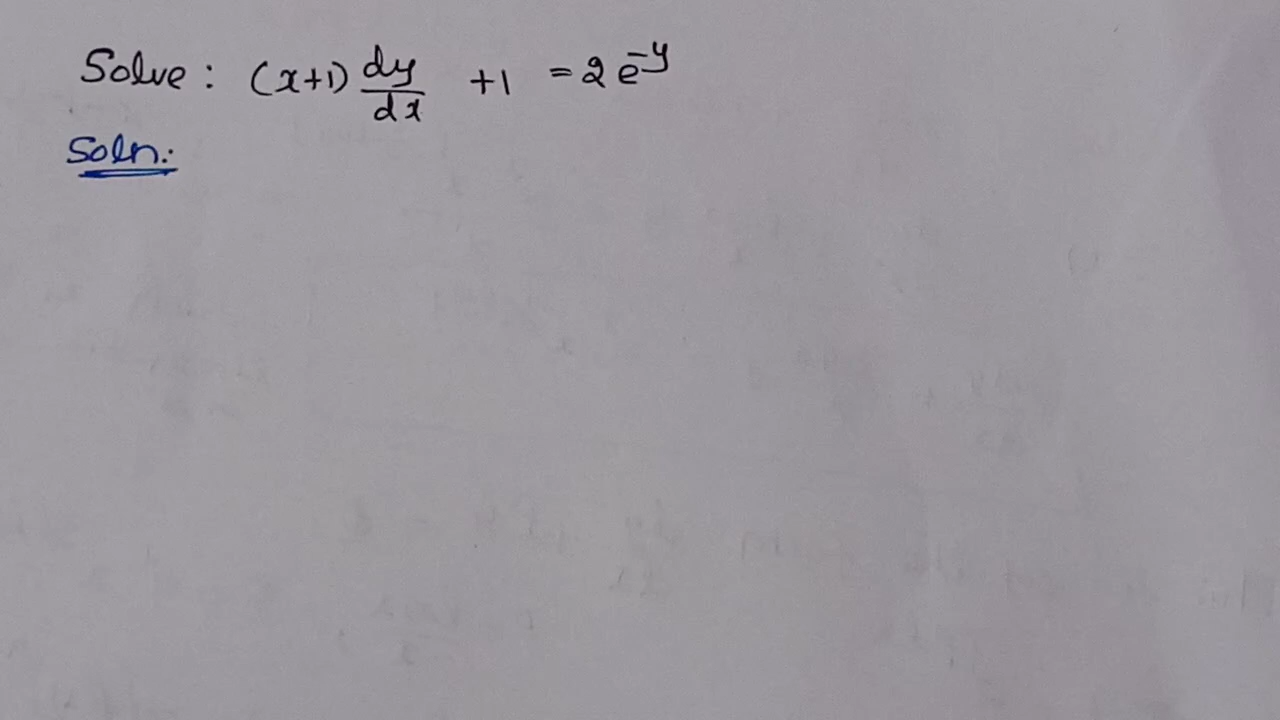 Solve : (x+1) dy/dx +1 = 2e^-y
Soln: